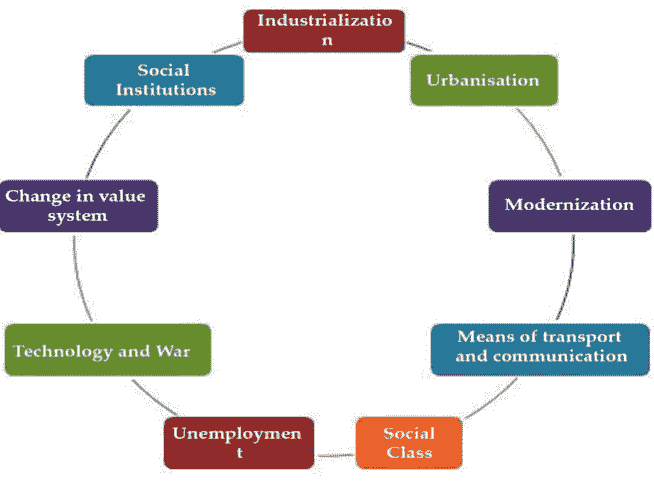 Industrializatio
n
Urbanisation
Modernization
Means of transport
and communication
Social
Class
Unemploymen
t
Technology and War
Change in value
system
Social
Institutions